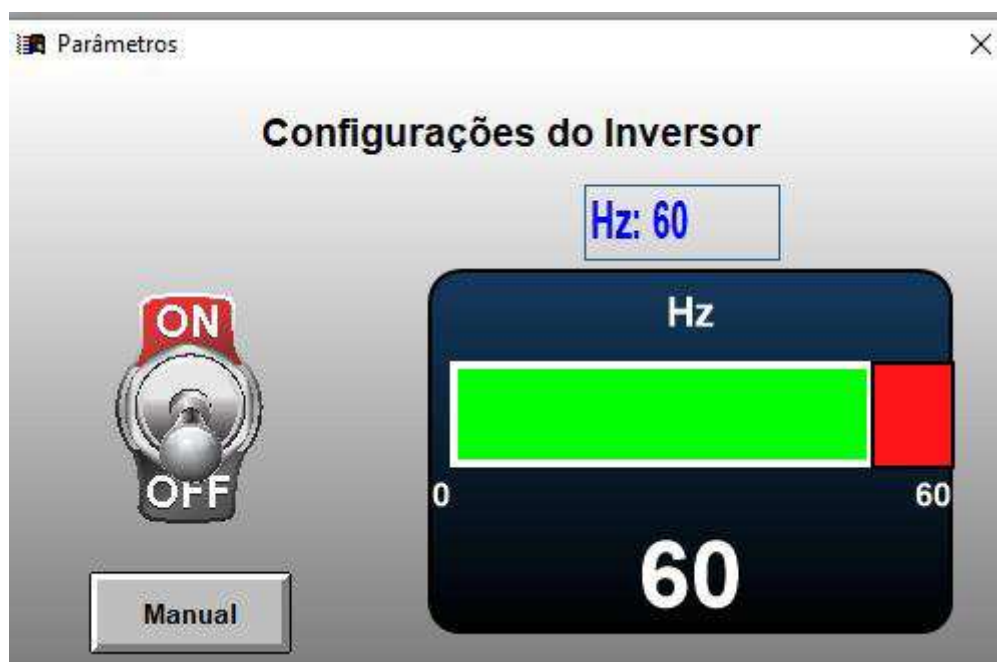 Parâmetros
Configurações do Inversor
Hz: 60
ON
OFF
Manual
Hz
0
60
60